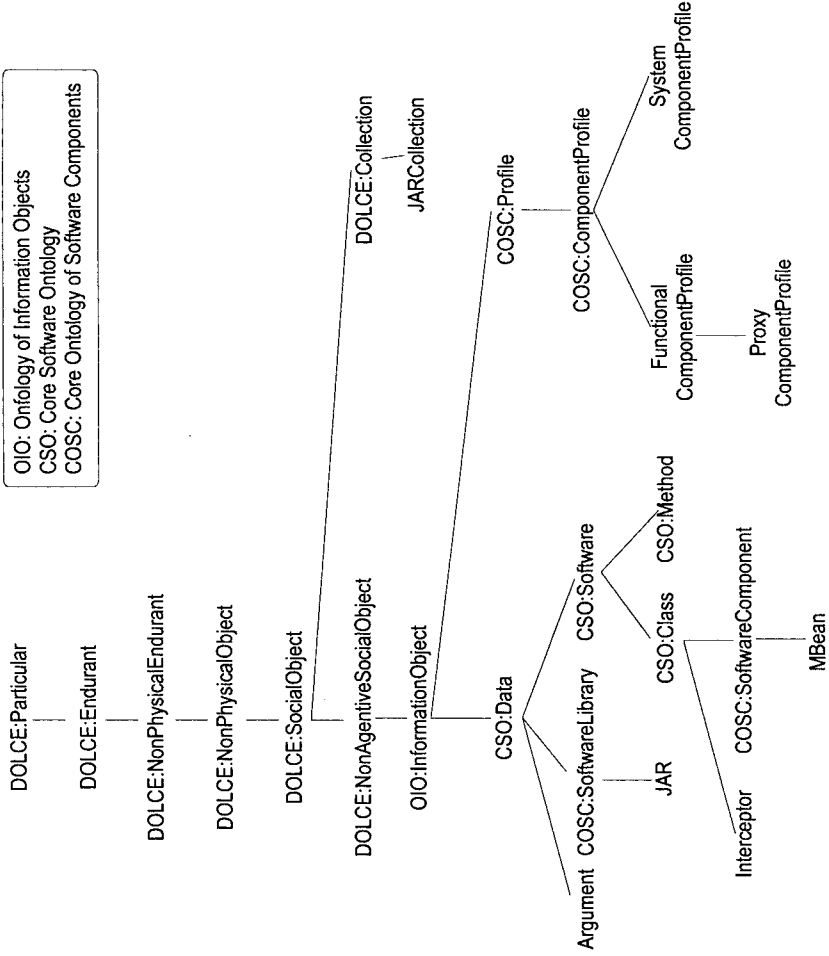 OIO: Onfology of Information Objects
CSO: Core Software Ontology
COSC: Core Ontology of Software Components
DOLCE:Particular
DOLCE:Endurant
DOLCE:NonPhysicalEndurant
DOLCE:NonPhysicalObject
DOLCE:SocialObject
DOLCE:NonAgentiveSocialObject
DOLCE:Collection
OIO:InformationObject
JARCollection
CSO:Data
COSC:Profile
Argument
COSC:SoftwareLibrary
CSO:Software
COSC:ComponentProfile
JAR
CSO:Class
CSO:Method
Functional
ComponentProfile
System
ComponentProfile
Interceptor
COSC:SoftwareComponent
Proxy
ComponentProfile
MBean